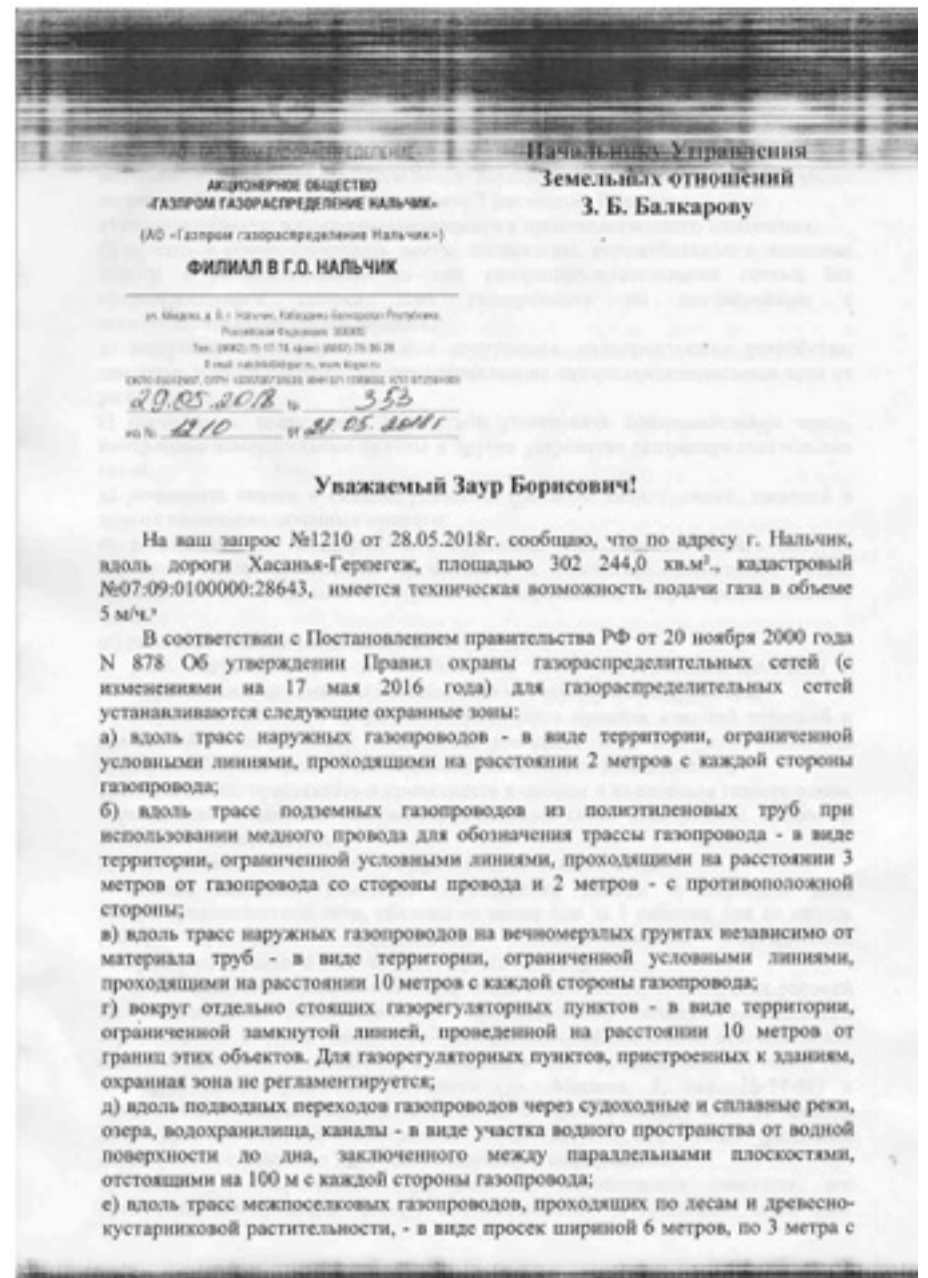 Начальнику Управления
Земельных отношений
З. Б. Балкарову
АКЦИОНЕРНОЕ ОБЩЕСТВО
«ГАЗПРОМ ГАЗОРАСПРЕДЕЛЕНИЕ НАЛЬЧИК»
(АО «Газпром газораспределение Нальчик»)
ФИЛИАЛ В Г.О. НАЛЬЧИК
29.05.2018 № 353
на № 1210 от 28.05.2018г
Уважаемый Заур Борисович!
На ваш запрос №1210 от 28.05.2018г. сообщаю, что по адресу г. Нальчик,
вдоль дороги Хасанья-Герпегеж, площадью 302 244,0 кв.м²., кадастровый
№07:09:0100000:28643, имеется техническая возможность подачи газа в объеме
5 м/ч.³
В соответствии с Постановлением правительства РФ от 20 ноября 2000 года
N 878 Об утверждении Правил охраны газораспределительных сетей (с
изменениями на 17 мая 2016 года) для газораспределительных сетей
устанавливаются следующие охранные зоны:
а) вдоль трасс наружных газопроводов - в виде территории, ограниченной
условными линиями, проходящими на расстоянии 2 метров с каждой стороны
газопровода;
б) вдоль трасс подземных газопроводов из полиэтиленовых труб при
использовании медного провода для обозначения трассы газопровода - в виде
территории, ограниченной условными линиями, проходящими на расстоянии 3
метров от газопровода со стороны провода и 2 метров - с противоположной
стороны;
в) вдоль трасс наружных газопроводов на вечномерзлых грунтах независимо от
материала труб - в виде территории, ограниченной условными линиями,
проходящими на расстоянии 10 метров с каждой стороны газопровода;
г) вокруг отдельно стоящих газорегуляторных пунктов - в виде территории,
ограниченной замкнутой линией, проведенной на расстоянии 10 метров от
границ этих объектов. Для газорегуляторных пунктов, пристроенных к зданиям,
охранная зона не регламентируется;
д) вдоль подводных переходов газопроводов через судоходные и сплавные реки,
озера, водохранилища, каналы - в виде участка водного пространства от водной
поверхности до дна, заключенного между параллельными плоскостями,
отстоящими на 100 м с каждой стороны газопровода;
е) вдоль трасс межпоселковых газопроводов, проходящих по лесам и древесно-
кустарниковой растительности, - в виде просек шириной 6 метров, по 3 метра с